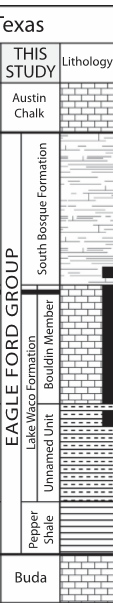 Texas
THIS
STUDY
Lithology
Austin
Chalk
EAGLE FORD GROUP
South Bosque Formation
Lake Waco Formation
Bouldin Member
Unnamed Unit
Pepper
Shale
Buda